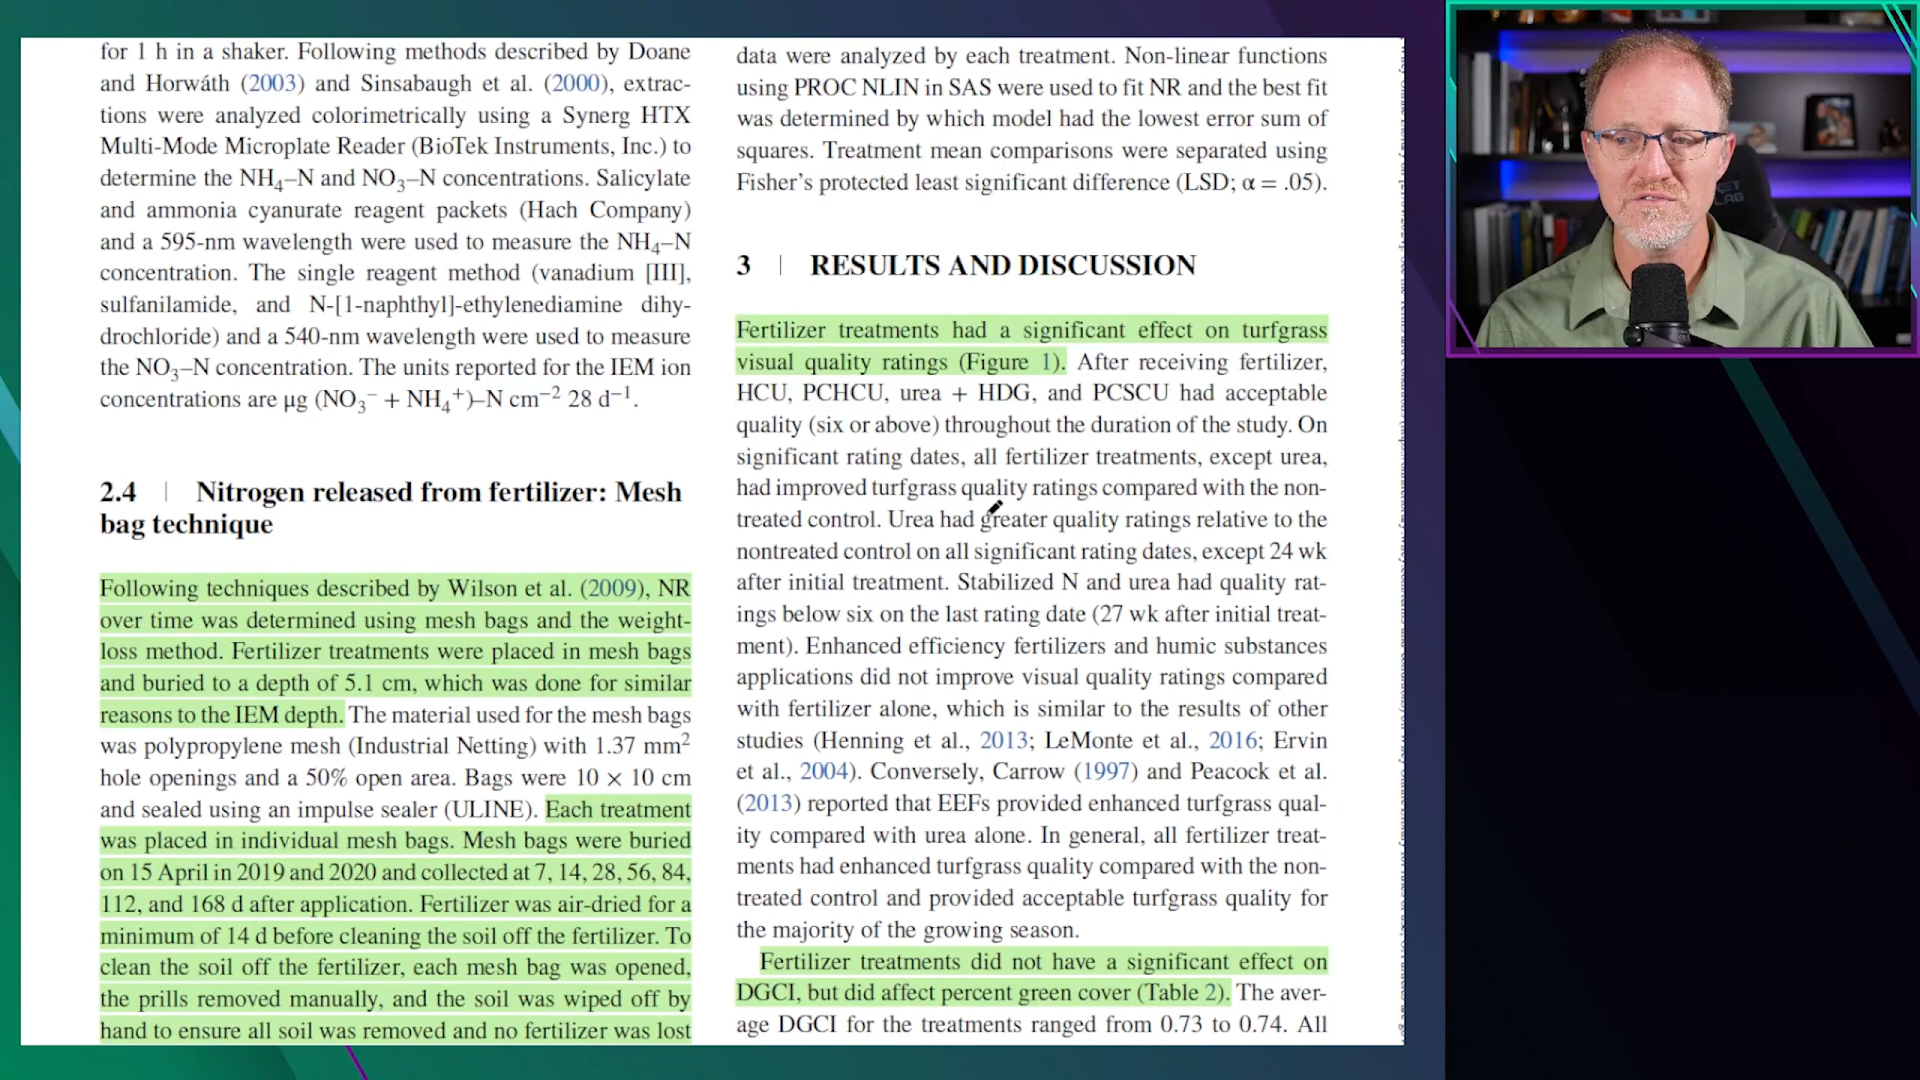 for 1 h in a shaker. Following methods described by Doane
and Horwáth (2003) and Sinsabaugh et al. (2000), extrac-
tions were analyzed colorimetrically using a Synerg HTX
Multi-Mode Microplate Reader (BioTek Instruments, Inc.) to
determine the NH₄–N and NO₃–N concentrations. Salicylate
and ammonia cyanurate reagent packets (Hach Company)
and a 595-nm wavelength were used to measure the NH₄–N
concentration. The single reagent method (vanadium [III],
sulfanilamide, and N-[1-naphthyl]-ethylenediamine dihy-
drochloride) and a 540-nm wavelength were used to measure
the NO₃–N concentration. The units reported for the IEM ion
concentrations are μg (NO₃⁻ + NH₄⁺)–N cm⁻² 28 d⁻¹.
2.4 | Nitrogen released from fertilizer: Mesh
bag technique
Following techniques described by Wilson et al. (2009), NR
over time was determined using mesh bags and the weight-
loss method. Fertilizer treatments were placed in mesh bags
and buried to a depth of 5.1 cm, which was done for similar
reasons to the IEM depth. The material used for the mesh bags
was polypropylene mesh (Industrial Netting) with 1.37 mm²
hole openings and a 50% open area. Bags were 10 × 10 cm
and sealed using an impulse sealer (ULINE). Each treatment
was placed in individual mesh bags. Mesh bags were buried
on 15 April in 2019 and 2020 and collected at 7, 14, 28, 56, 84,
112, and 168 d after application. Fertilizer was air-dried for a
minimum of 14 d before cleaning the soil off the fertilizer. To
clean the soil off the fertilizer, each mesh bag was opened,
the prills removed manually, and the soil was wiped off by
hand to ensure all soil was removed and no fertilizer was lost
data were analyzed by each treatment. Non-linear functions
using PROC NLIN in SAS were used to fit NR and the best fit
was determined by which model had the lowest error sum of
squares. Treatment mean comparisons were separated using
Fisher's protected least significant difference (LSD; α = .05).
3 | RESULTS AND DISCUSSION
Fertilizer treatments had a significant effect on turfgrass
visual quality ratings (Figure 1). After receiving fertilizer,
HCU, PCHCU, urea + HDG, and PCSCU had acceptable
quality (six or above) throughout the duration of the study. On
significant rating dates, all fertilizer treatments, except urea,
had improved turfgrass quality ratings compared with the non-
treated control. Urea had greater quality ratings relative to the
nontreated control on all significant rating dates, except 24 wk
after initial treatment. Stabilized N and urea had quality rat-
ings below six on the last rating date (27 wk after initial treat-
ment). Enhanced efficiency fertilizers and humic substances
applications did not improve visual quality ratings compared
with fertilizer alone, which is similar to the results of other
studies (Henning et al., 2013; LeMonte et al., 2016; Ervin
et al., 2004). Conversely, Carrow (1997) and Peacock et al.
(2013) reported that EEFs provided enhanced turfgrass qual-
ity compared with urea alone. In general, all fertilizer treat-
ments had enhanced turfgrass quality compared with the non-
treated control and provided acceptable turfgrass quality for
the majority of the growing season.
Fertilizer treatments did not have a significant effect on
DGCI, but did affect percent green cover (Table 2). The aver-
age DGCI for the treatments ranged from 0.73 to 0.74. All